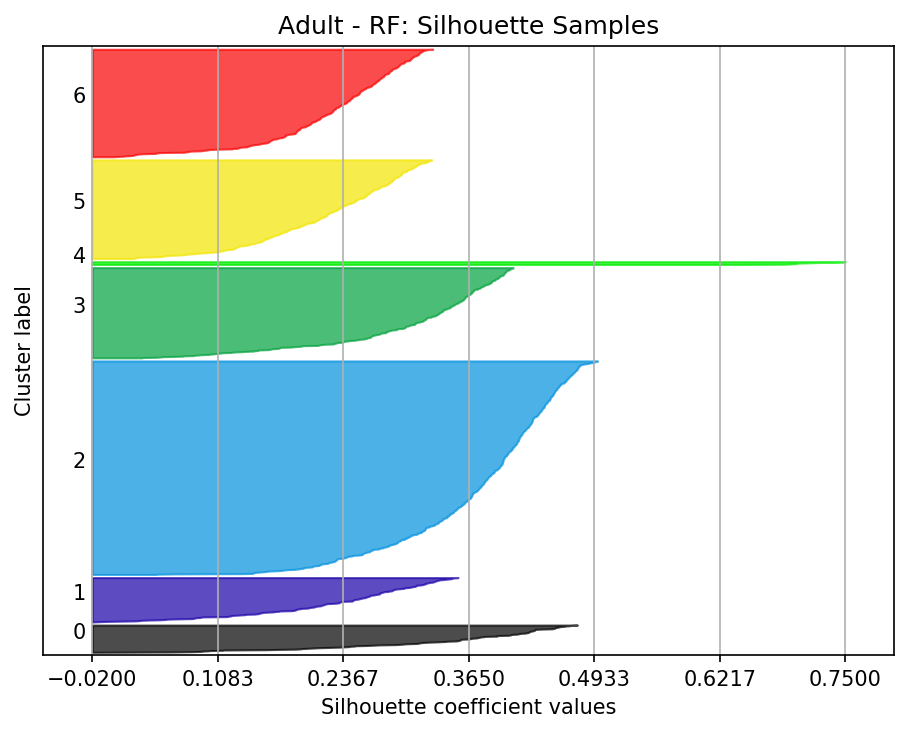 Adult - RF: Silhouette Samples
6
5
4
3
2
1
0
Cluster label
−0.0200 0.1083 0.2367 0.3650 0.4933 0.6217 0.7500
Silhouette coefficient values